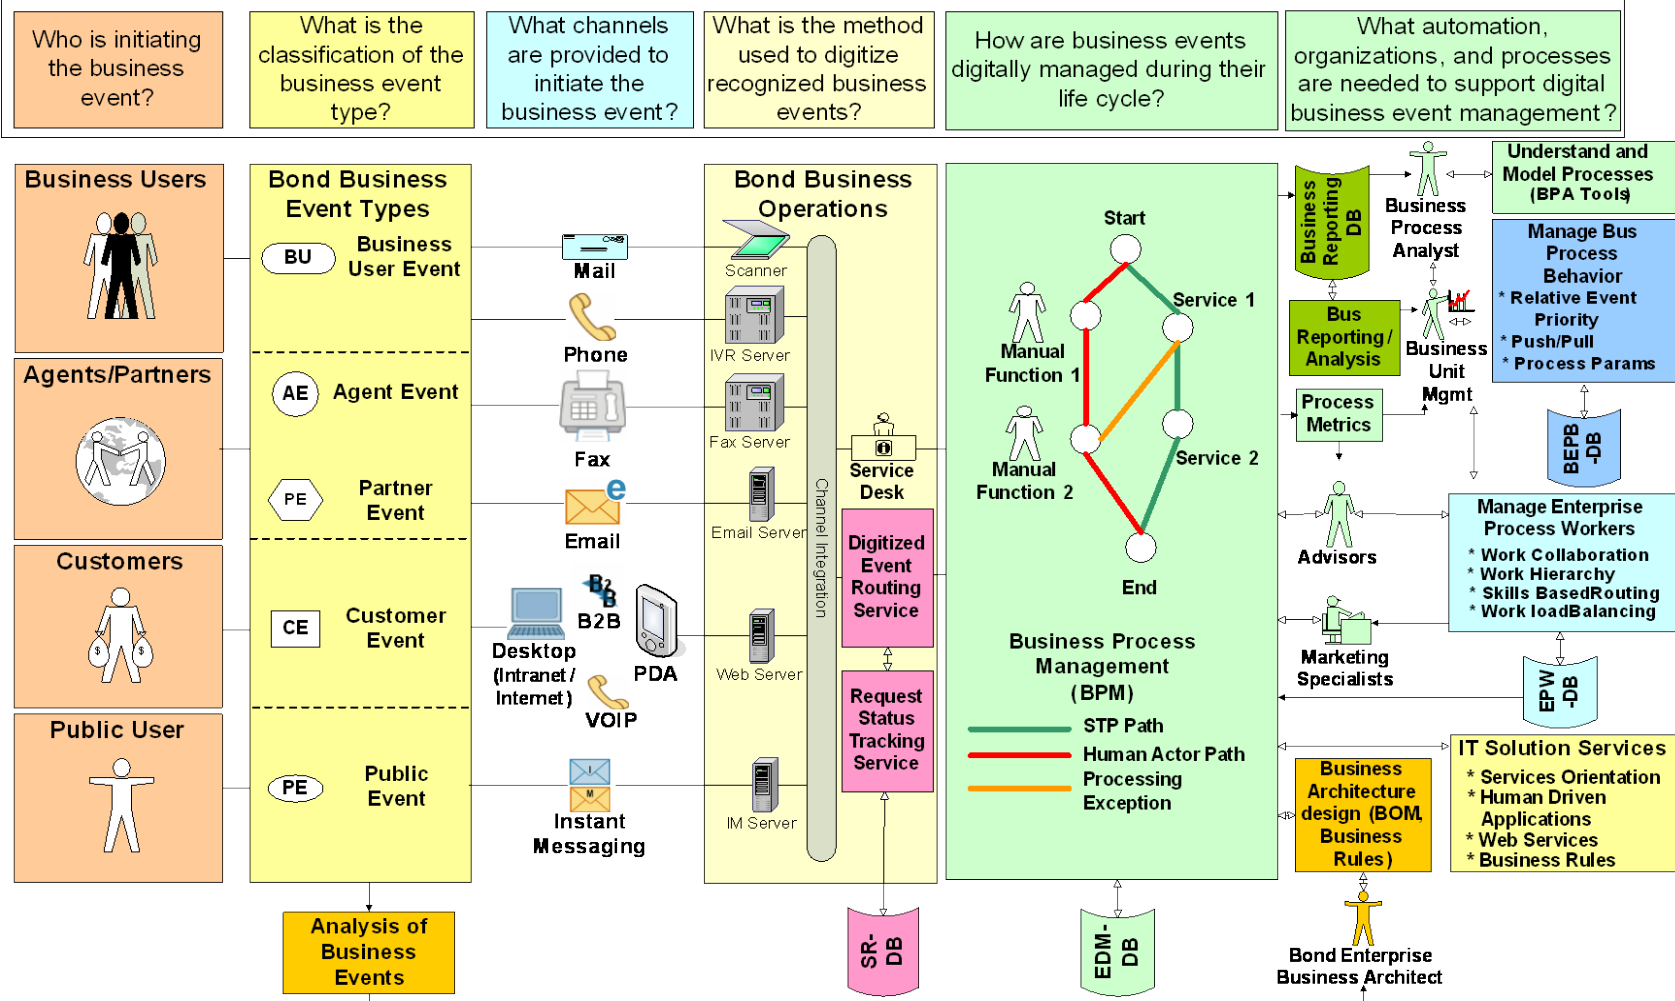 Who is initiating
the business
event?
What is the
classification of the
business event
type?
What channels
are provided to
initiate the
business event?
What is the method
used to digitize
recognized business
events?
How are business events
digitally managed during their
life cycle?
What automation,
organizations, and processes
are needed to support digital
business event management?
Business Users
Agents/Partners
Customers
$ $
Public User
Bond Business
Event Types
BU
Business
User Event
AE
Agent Event
PE
Partner
Event
CE
Customer
Event
PE
Public
Event
Analysis of
Business
Events
Mail
Phone
Fax
e
Email
B2B
B2B
Desktop
(Intranet /
Internet)
PDA
VOIP
I
M
Instant
Messaging
Bond Business
Operations
Scanner
IVR Server
Fax Server
Email Server
Web Server
IM Server
Channel Integration
i
Service
Desk
Digitized
Event
Routing
Service
Request
Status
Tracking
Service
SR-
DB
Start
Service 1
Manual
Function 1
Manual
Function 2
Service 2
End
Business Process
Management
(BPM)
STP Path
Human Actor Path
Processing
Exception
EDM-
DB
Business
Reporting
DB
Bus
Reporting /
Analysis
Process
Metrics
Business
Process
Analyst
Business
Unit
Mgmt
Advisors
Marketing
Specialists
Business
Architecture
design (BOM,
Business
Rules)
Bond Enterprise
Business Architect
Understand and
Model Processes
(BPA Tools)
Manage Bus
Process
Behavior
* Relative Event
Priority
* Push/Pull
* Process Params
BEPB
-DB
Manage Enterprise
Process Workers
* Work Collaboration
* Work Hierarchy
* Skills BasedRouting
* Work loadBalancing
EPW
-DB
IT Solution Services
* Services Orientation
* Human Driven
Applications
* Web Services
* Business Rules